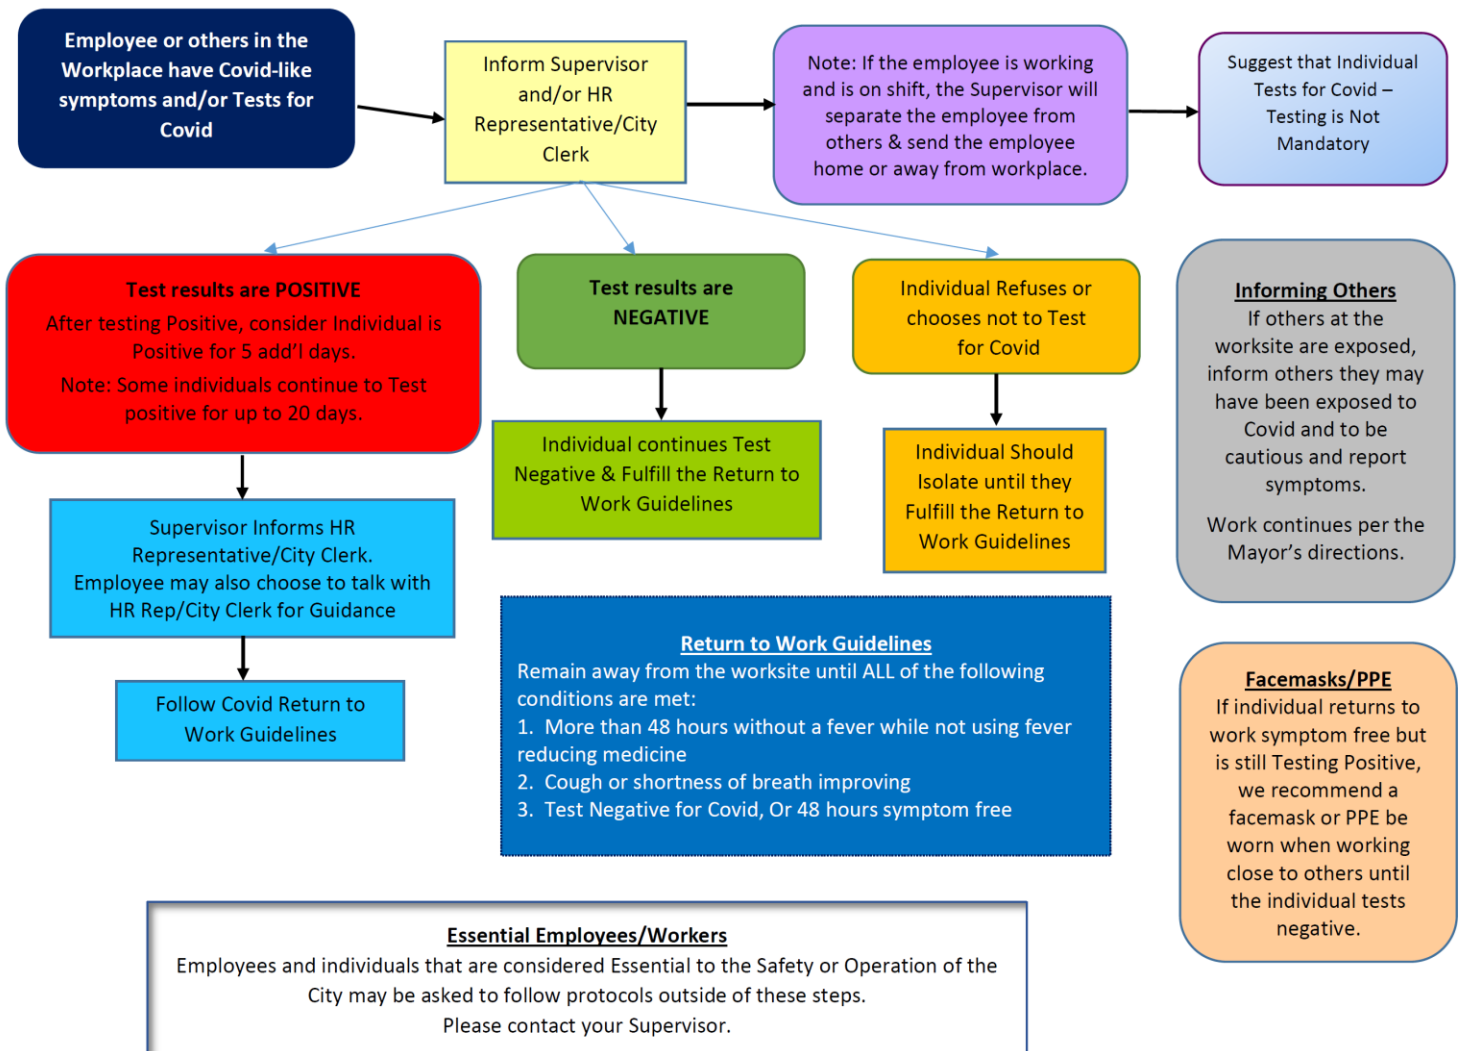 Employee or others in the
Workplace have Covid-like
symptoms and/or Tests for
Covid
Inform Supervisor
and/or HR
Representative/City
Clerk
Note: If the employee is working
and is on shift, the Supervisor will
separate the employee from
others & send the employee
home or away from workplace.
Suggest that Individual
Tests for Covid –
Testing is Not
Mandatory
Test results are POSITIVE
After testing Positive, consider Individual is
Positive for 5 add’l days.
Note: Some individuals continue to Test
positive for up to 20 days.
Test results are
NEGATIVE
Individual Refuses or
chooses not to Test
for Covid
Informing Others
If others at the
worksite are exposed,
inform others they may
have been exposed to
Covid and to be
cautious and report
symptoms.
Work continues per the
Mayor’s directions.
Supervisor Informs HR
Representative/City Clerk.
Employee may also choose to talk with
HR Rep/City Clerk for Guidance
Individual continues Test
Negative & Fulfill the Return to
Work Guidelines
Individual Should
Isolate until they
Fulfill the Return to
Work Guidelines
Follow Covid Return to
Work Guidelines
Return to Work Guidelines
Remain away from the worksite until ALL of the following
conditions are met:
1. More than 48 hours without a fever while not using fever
reducing medicine
2. Cough or shortness of breath improving
3. Test Negative for Covid, Or 48 hours symptom free
Facemasks/PPE
If individual returns to
work symptom free but
is still Testing Positive,
we recommend a
facemask or PPE be
worn when working
close to others until
the individual tests
negative.
Essential Employees/Workers
Employees and individuals that are considered Essential to the Safety or Operation of the
City may be asked to follow protocols outside of these steps.
Please contact your Supervisor.